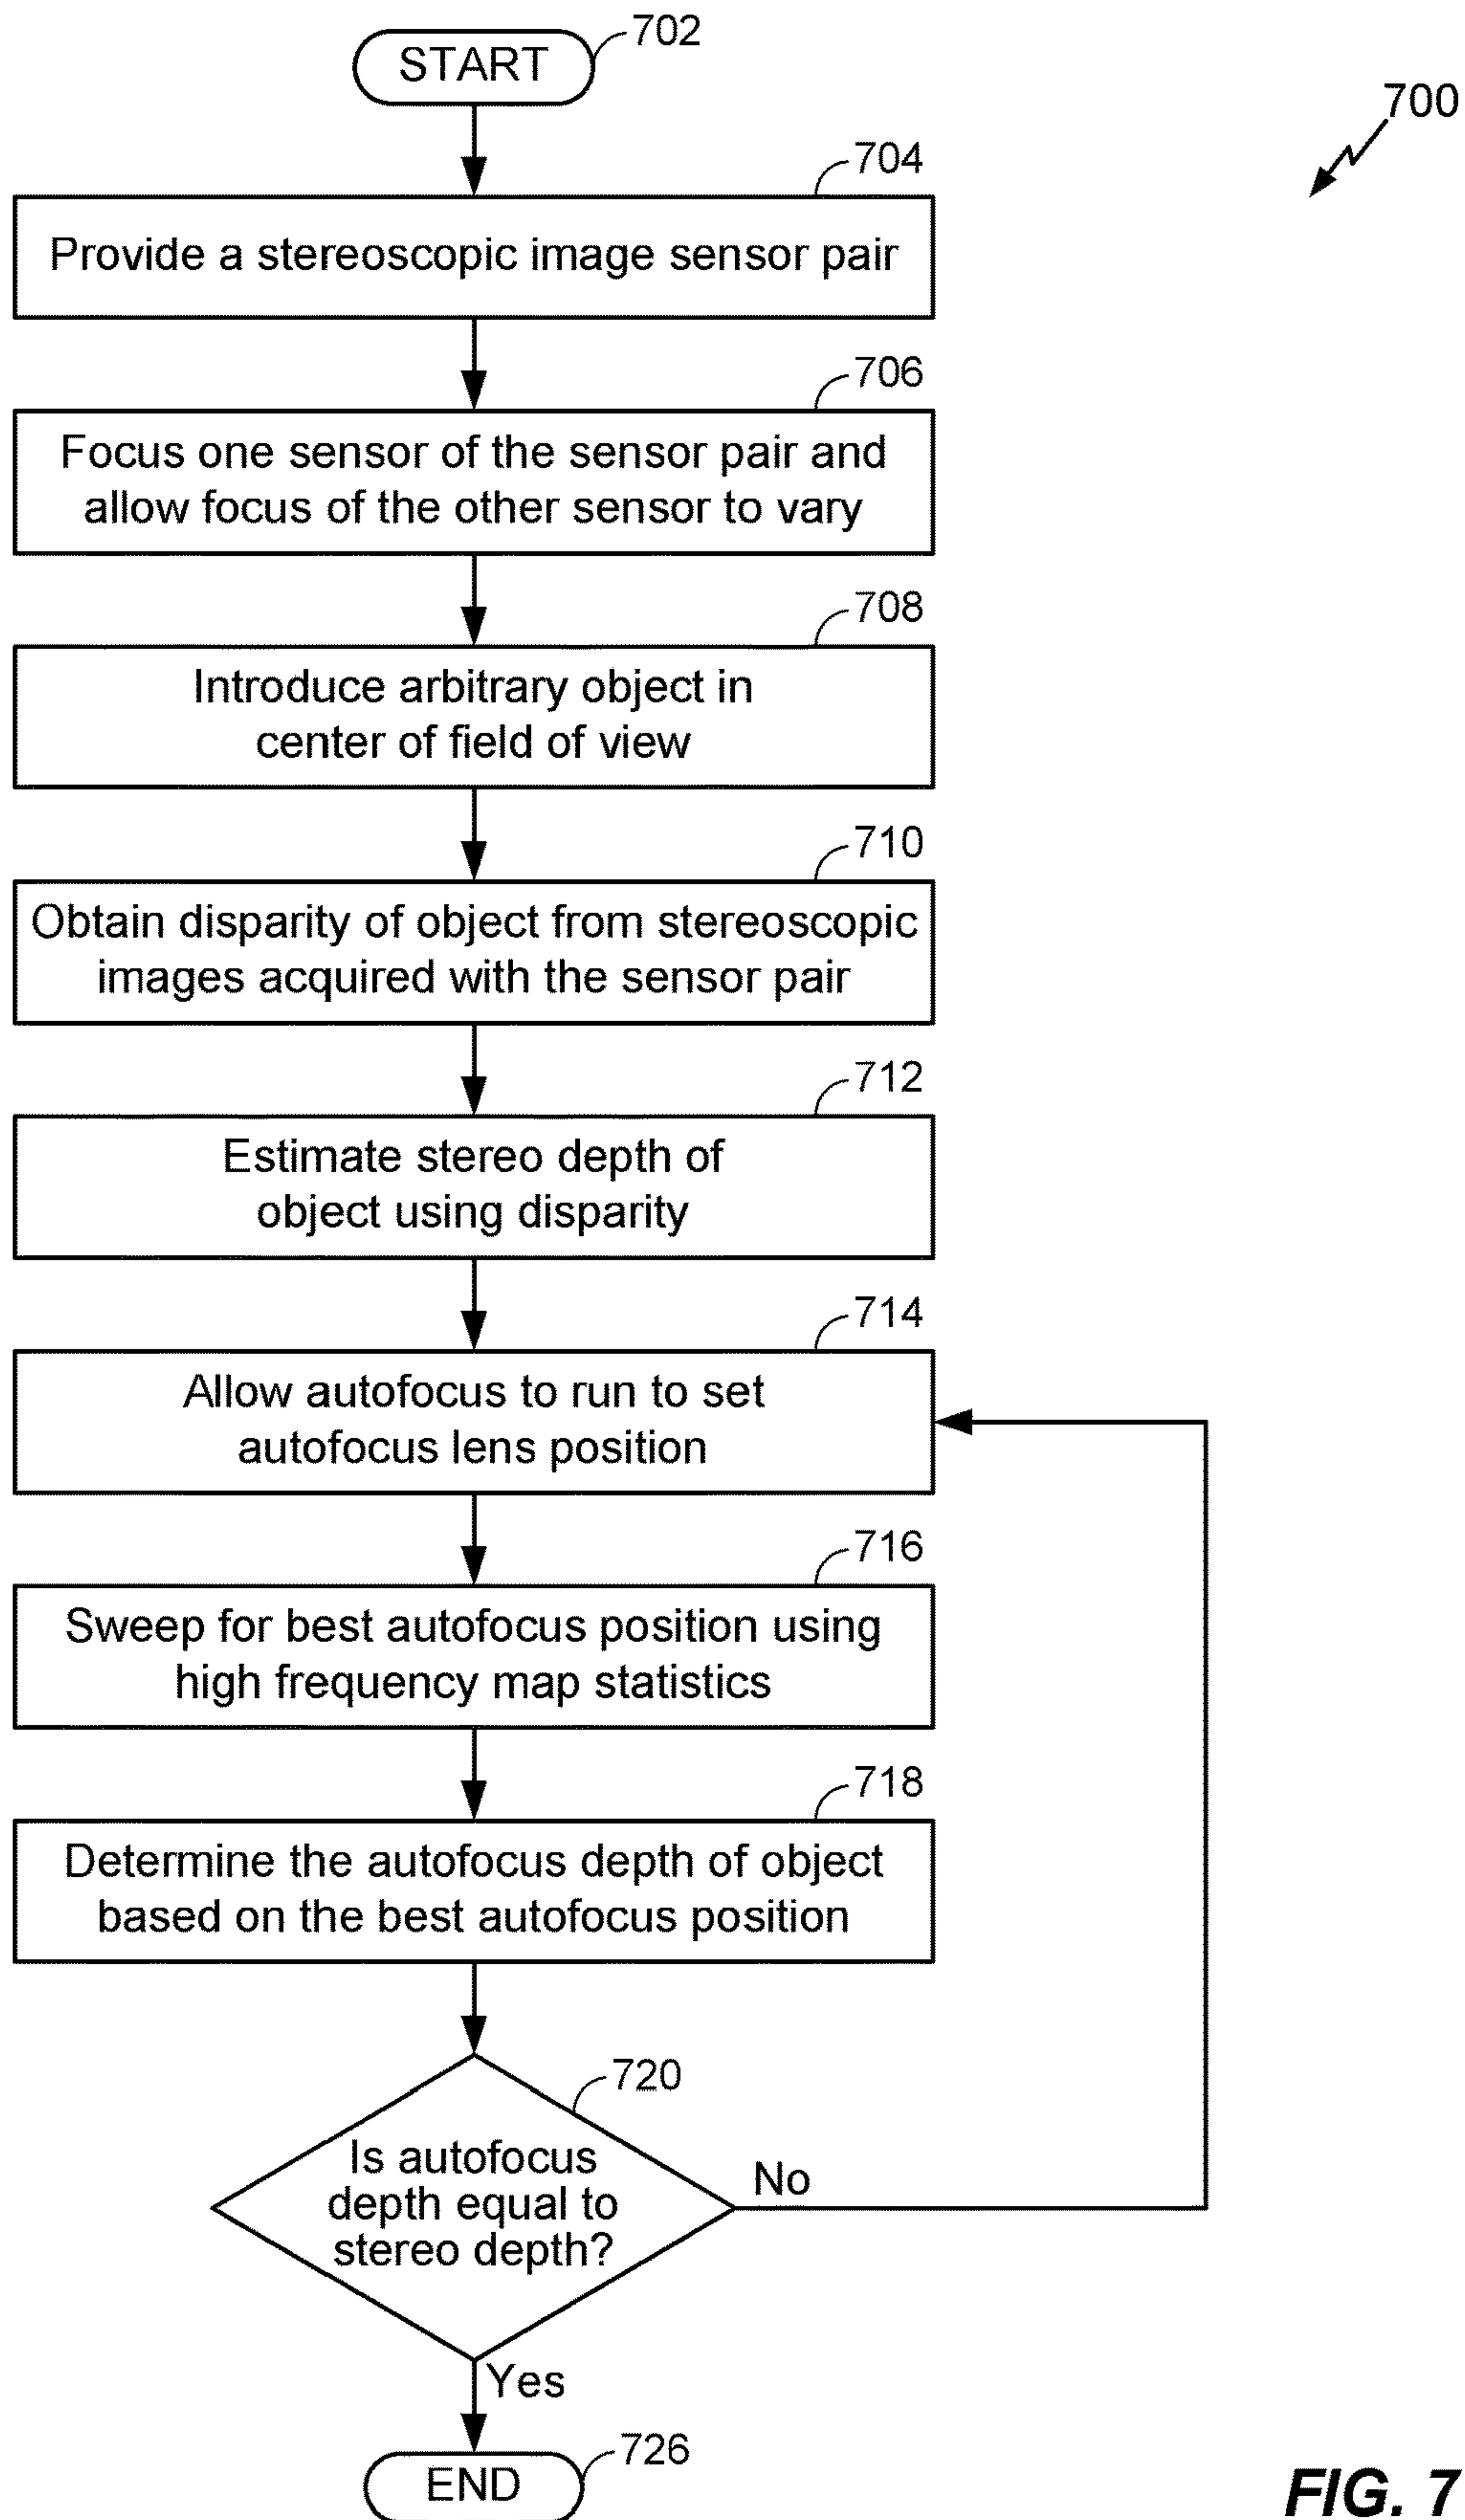 702
START
700
704
Provide a stereoscopic image sensor pair
706
Focus one sensor of the sensor pair and
allow focus of the other sensor to vary
708
Introduce arbitrary object in
center of field of view
710
Obtain disparity of object from stereoscopic
images acquired with the sensor pair
712
Estimate stereo depth of
object using disparity
714
Allow autofocus to run to set
autofocus lens position
716
Sweep for best autofocus position using
high frequency map statistics
718
Determine the autofocus depth of object
based on the best autofocus position
720
Is autofocus
depth equal to
stereo depth?
No
Yes
726
END
FIG. 7